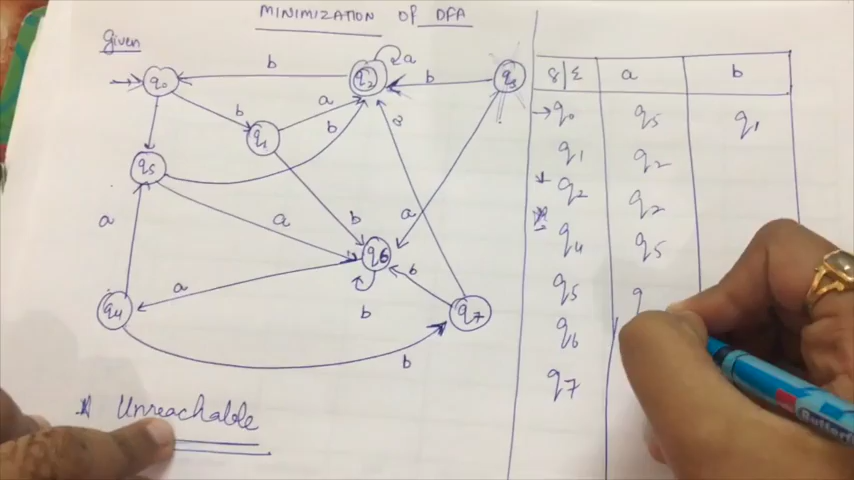 MINIMIZATION OF DFA
Given
q0
b
q2
a
b
q3
b
a
q1
b
a
q5
a
b
a
q6
a
b
b
q4
a
q7
b
Unreachable
δ|Σ a b
→q0 q5 q1
q1 q2
q2 q2
q4 q5
q5 q
q6
q7
Butterfl